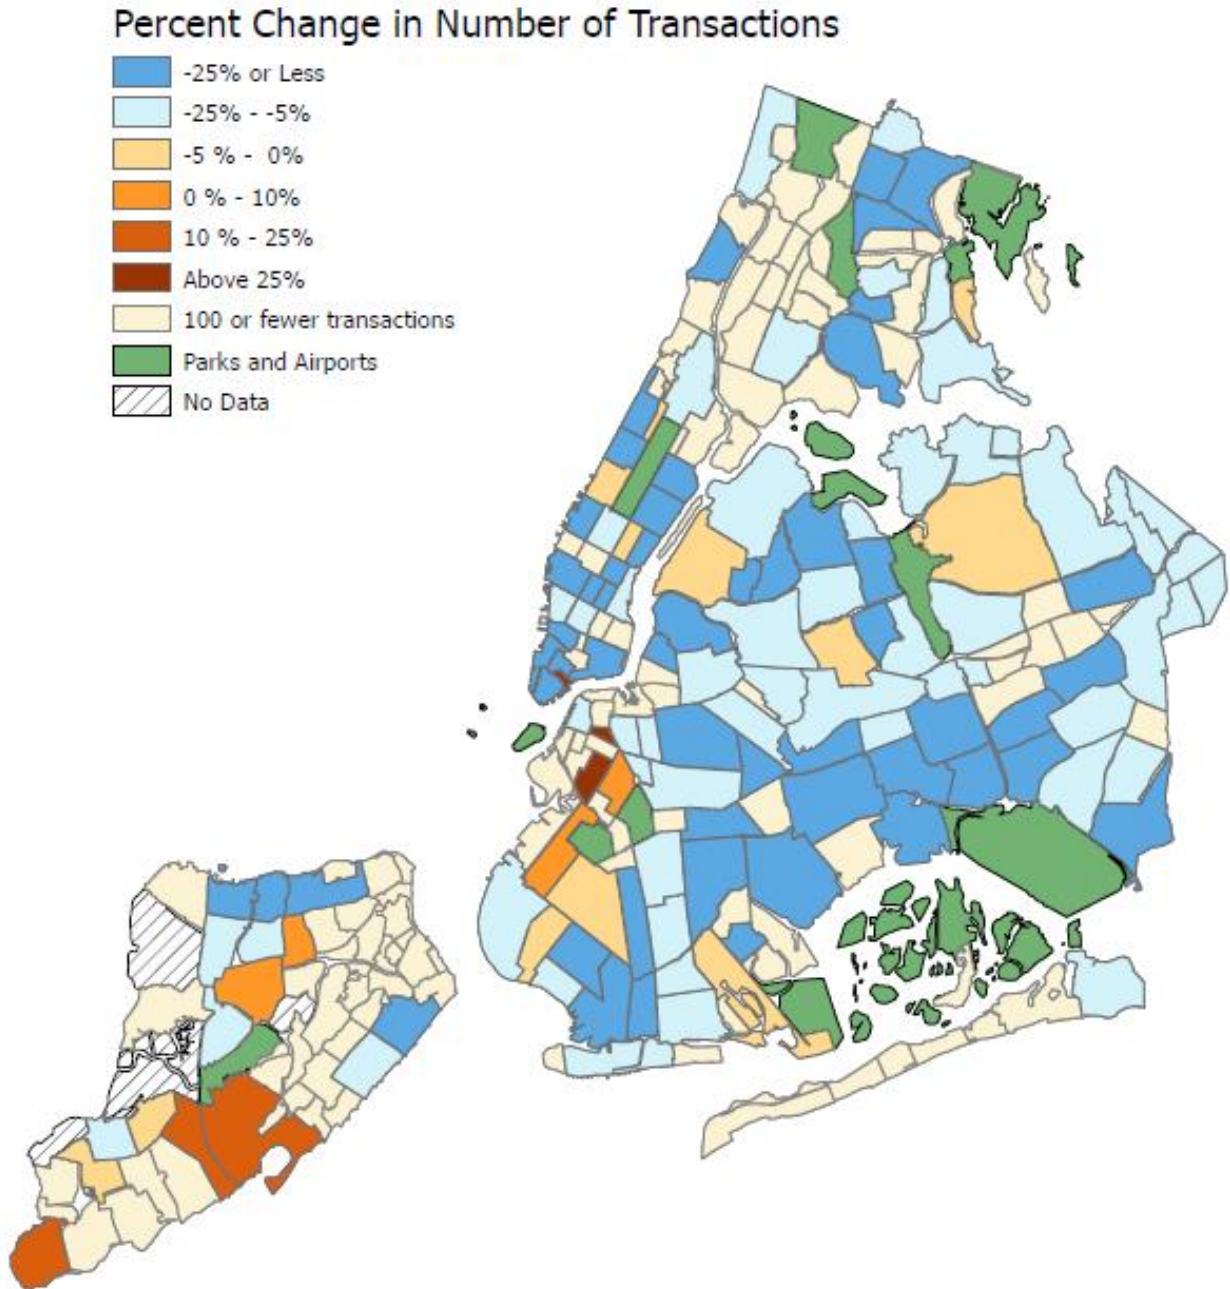 Percent Change in Number of Transactions
-25% or Less
-25% - -5%
-5 % - 0%
0 % - 10%
10 % - 25%
Above 25%
100 or fewer transactions
Parks and Airports
No Data